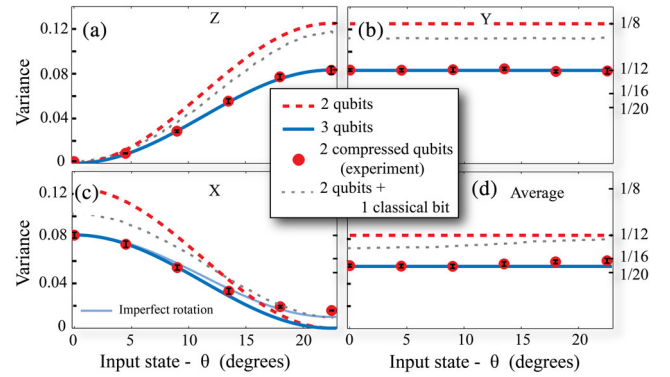 Z
Y
(a)
(b)
Variance
0.12
0.08
0.04
0
1/8
1/12
1/16
1/20
2 qubits
3 qubits
2 compressed qubits
(experiment)
2 qubits +
1 classical bit
X
Average
(c)
(d)
Variance
0.12
0.08
0.04
0
Imperfect rotation
1/8
1/12
1/16
1/20
0 5 10 15 20
0 5 10 15 20
Input state - θ (degrees)
Input state - θ (degrees)